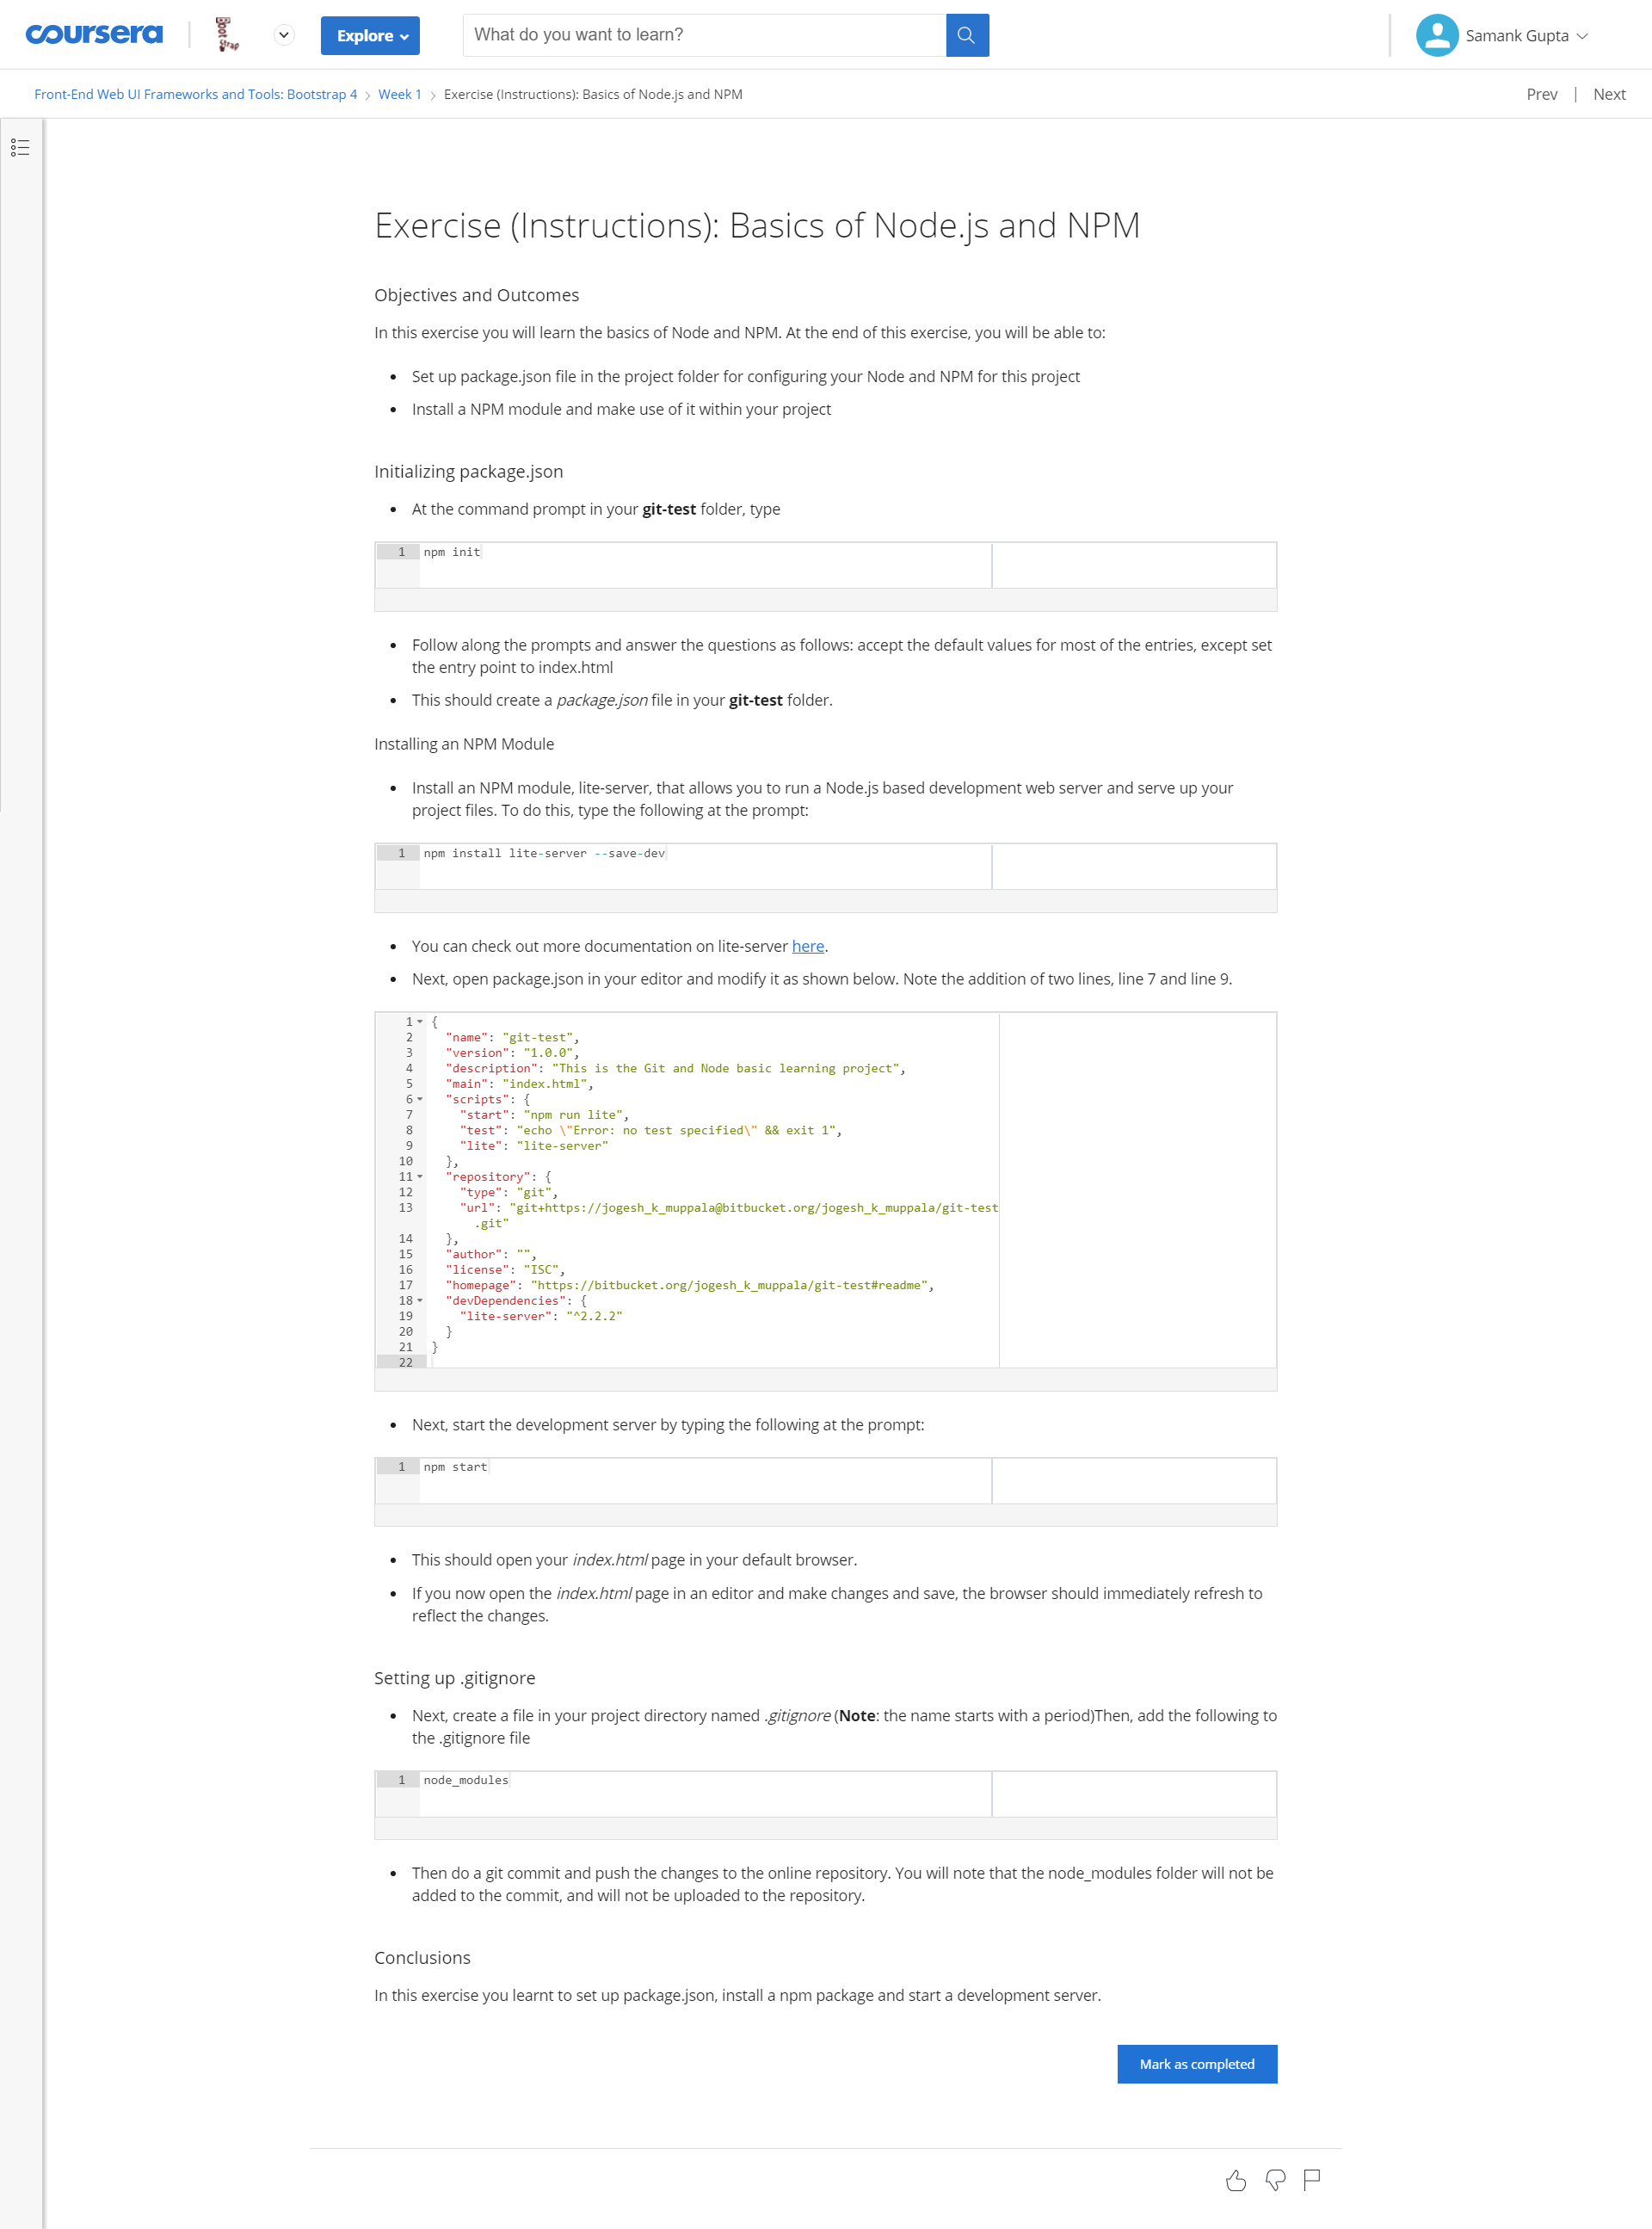 coursera
Boot strap
Explore
What do you want to learn?
Samank Gupta
Front-End Web UI Frameworks and Tools: Bootstrap 4 > Week 1 > Exercise (Instructions): Basics of Node.js and NPM
Prev | Next
Exercise (Instructions): Basics of Node.js and NPM
Objectives and Outcomes
In this exercise you will learn the basics of Node and NPM. At the end of this exercise, you will be able to:
• Set up package.json file in the project folder for configuring your Node and NPM for this project
• Install a NPM module and make use of it within your project
Initializing package.json
• At the command prompt in your git-test folder, type
1 npm init
• Follow along the prompts and answer the questions as follows: accept the default values for most of the entries, except set
the entry point to index.html
• This should create a package.json file in your git-test folder.
Installing an NPM Module
• Install an NPM module, lite-server, that allows you to run a Node.js based development web server and serve up your
project files. To do this, type the following at the prompt:
1 npm install lite-server --save-dev
• You can check out more documentation on lite-server here.
• Next, open package.json in your editor and modify it as shown below. Note the addition of two lines, line 7 and line 9.
1 {
2   "name": "git-test",
3   "version": "1.0.0",
4   "description": "This is the Git and Node basic learning project",
5   "main": "index.html",
6   "scripts": {
7     "start": "npm run lite",
8     "test": "echo \"Error: no test specified\" && exit 1",
9     "lite": "lite-server"
10   },
11   "repository": {
12     "type": "git",
13     "url": "git+https://jogesh_k_muppala@bitbucket.org/jogesh_k_muppala/git-test
.git"
14   },
15   "author": "",
16   "license": "ISC",
17   "homepage": "https://bitbucket.org/jogesh_k_muppala/git-test#readme",
18   "devDependencies": {
19     "lite-server": "^2.2.2"
20   }
21 }
22
• Next, start the development server by typing the following at the prompt:
1 npm start
• This should open your index.html page in your default browser.
• If you now open the index.html page in an editor and make changes and save, the browser should immediately refresh to
reflect the changes.
Setting up .gitignore
• Next, create a file in your project directory named .gitignore (Note: the name starts with a period)Then, add the following to
the .gitignore file
1 node_modules
• Then do a git commit and push the changes to the online repository. You will note that the node_modules folder will not be
added to the commit, and will not be uploaded to the repository.
Conclusions
In this exercise you learnt to set up package.json, install a npm package and start a development server.
Mark as completed